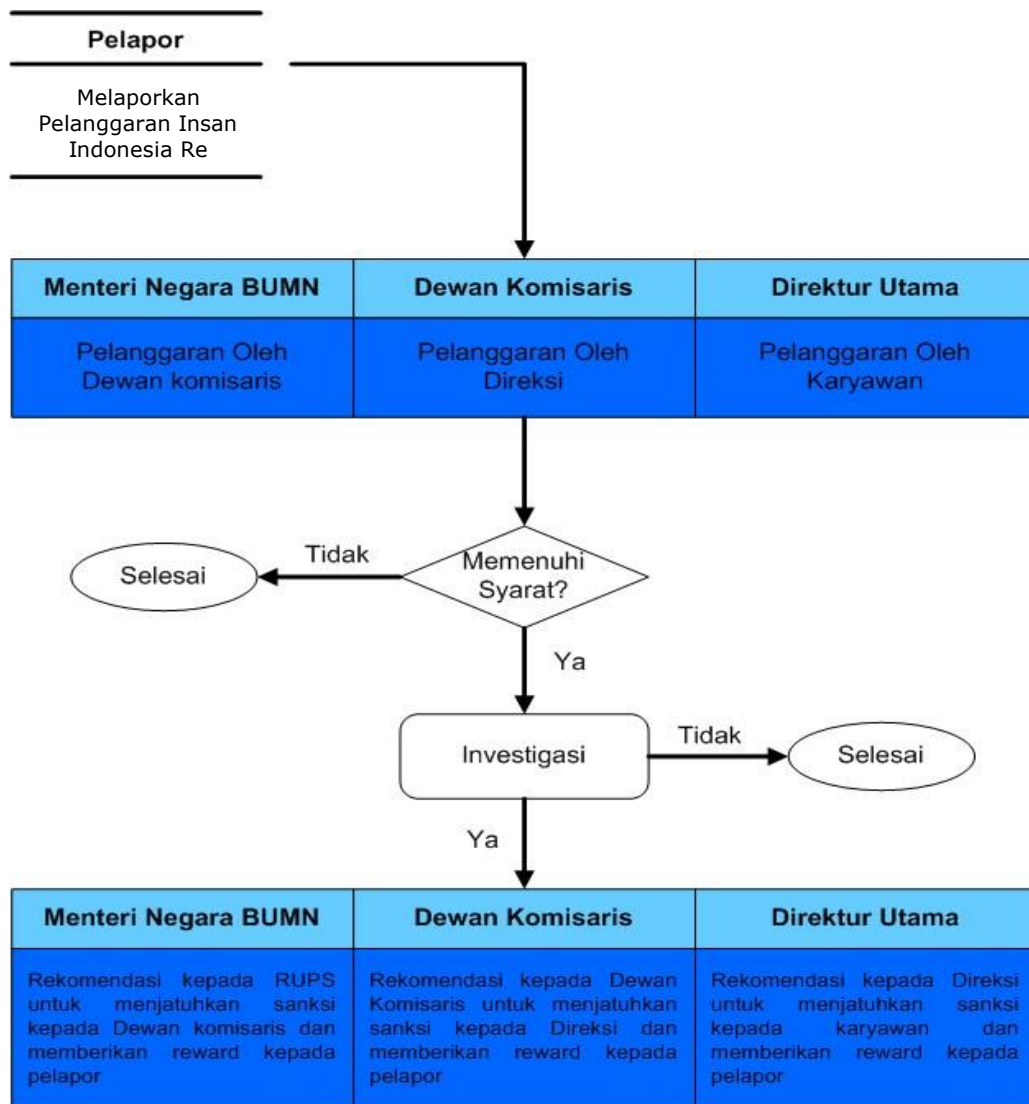 Pelapor
Melaporkan
Pelanggaran Insan
Indonesia Re
Menteri Negara BUMN
Dewan Komisaris
Direktur Utama
Pelanggaran Oleh
Dewan komisaris
Pelanggaran Oleh
Direksi
Pelanggaran Oleh
Karyawan
Memenuhi
Syarat?
Tidak
Selesai
Ya
Investigasi
Tidak
Selesai
Ya
Menteri Negara BUMN
Dewan Komisaris
Direktur Utama
Rekomendasi kepada RUPS
untuk menjatuhkan sanksi
kepada Dewan komisaris dan
memberikan reward kepada
pelapor
Rekomendasi kepada Dewan
Komisaris untuk menjatuhkan
sanksi kepada Direksi dan
memberikan reward kepada
pelapor
Rekomendasi kepada Direksi
untuk menjatuhkan sanksi
kepada karyawan dan
memberikan reward kepada
pelapor